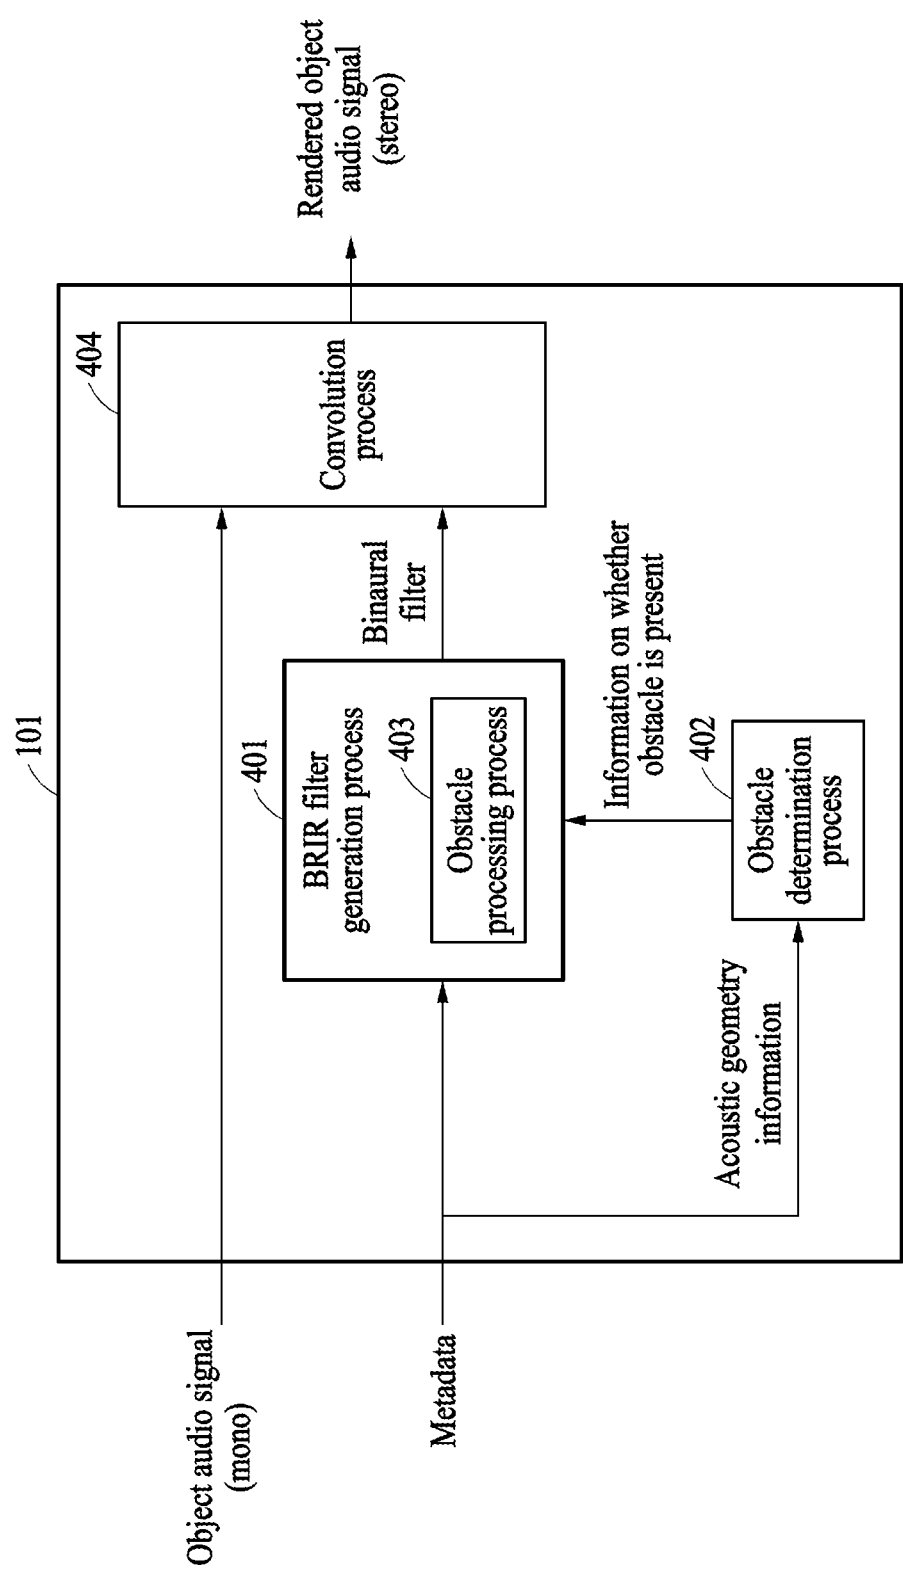 101
Object audio signal
(mono)
Metadata
401
BRIR filter
generation process
403
Obstacle
processing process
Binaural
filter
404
Convolution
process
Rendered object
audio signal
(stereo)
Acoustic geometry
information
402
Obstacle
determination
process
Information on whether
obstacle is present